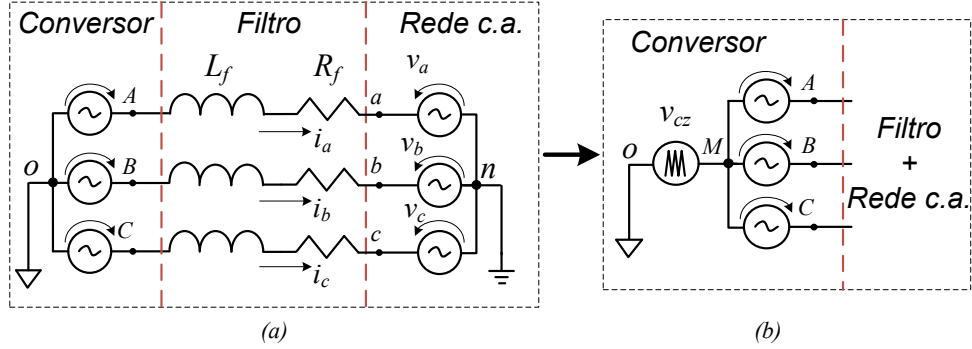 Conversor Filtro Rede c.a.
L_f R_f v_a
A a
i_a
v_b
o B b n
i_b
v_c
C c
i_c
(a)
Conversor
A
v_cz
o M B
C
Filtro
+
Rede c.a.
(b)